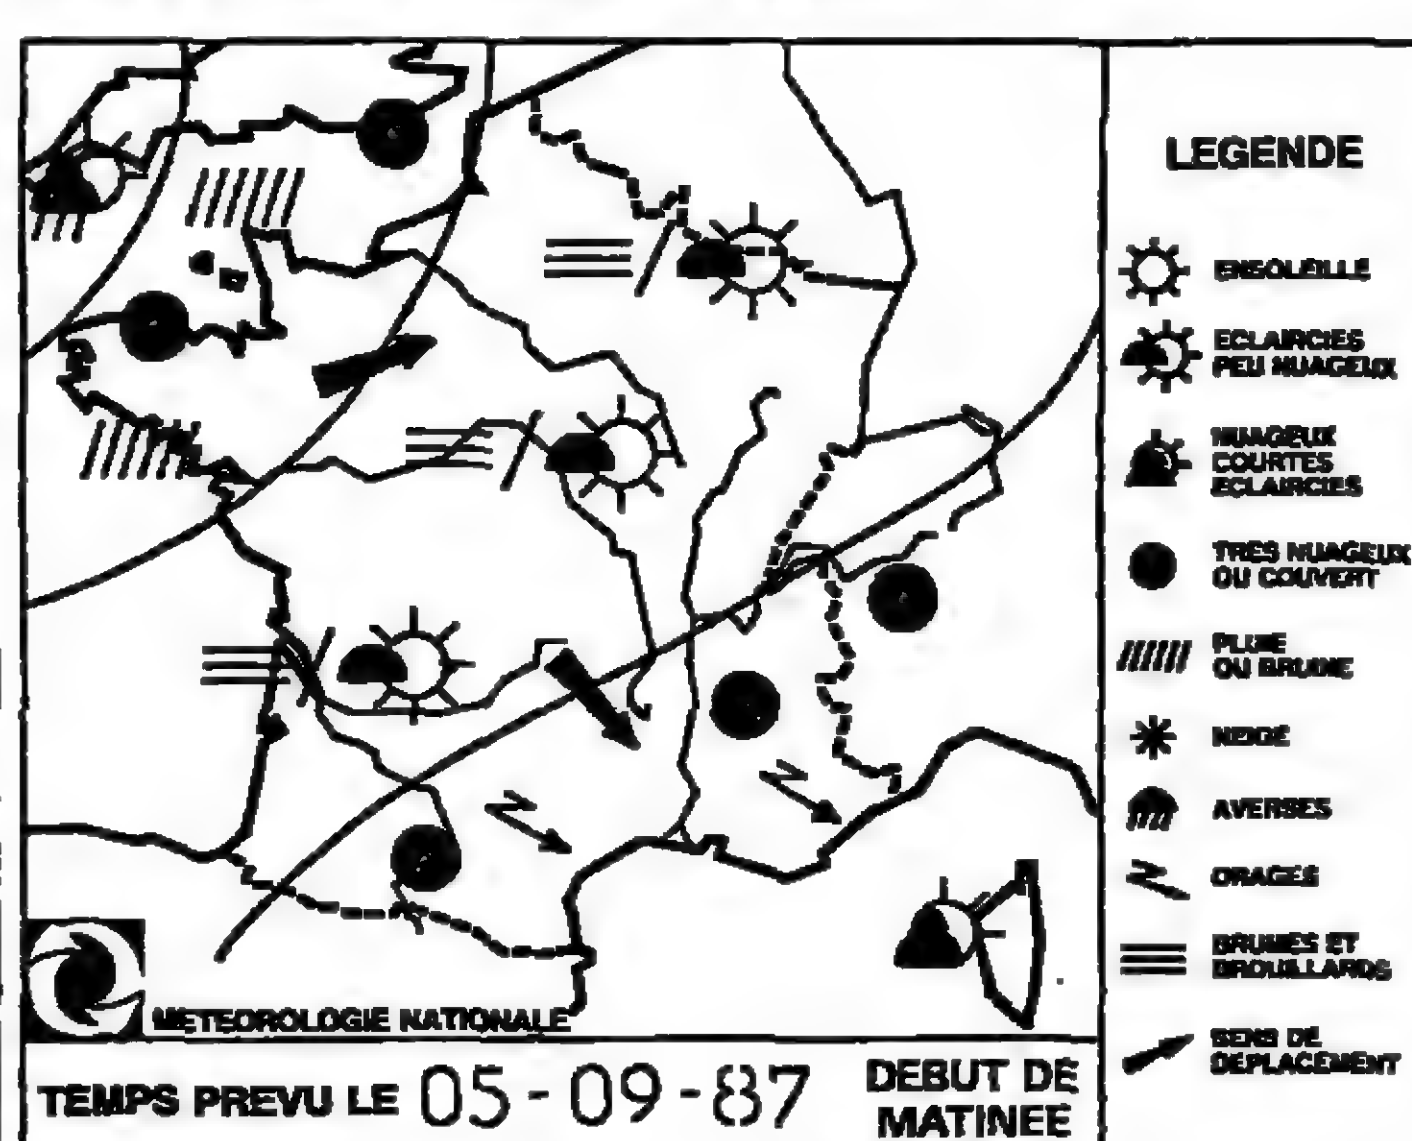 METEOROLOGIE NATIONALE
TEMPS PREVU LE 05-09-87
DEBUT DE
MATINEE
LEGENDE
ENSOLEILLE
ECLAIRCIES
PEU NUAGEUX
NUAGEUX
COURTES
ECLAIRCIES
TRES NUAGEUX
OU COUVERT
PLUIE
OU BRUINE
NEIGE
AVERSES
ORAGES
BRUMES ET
BROUILLARDS
SENS DE
DEPLACEMENT